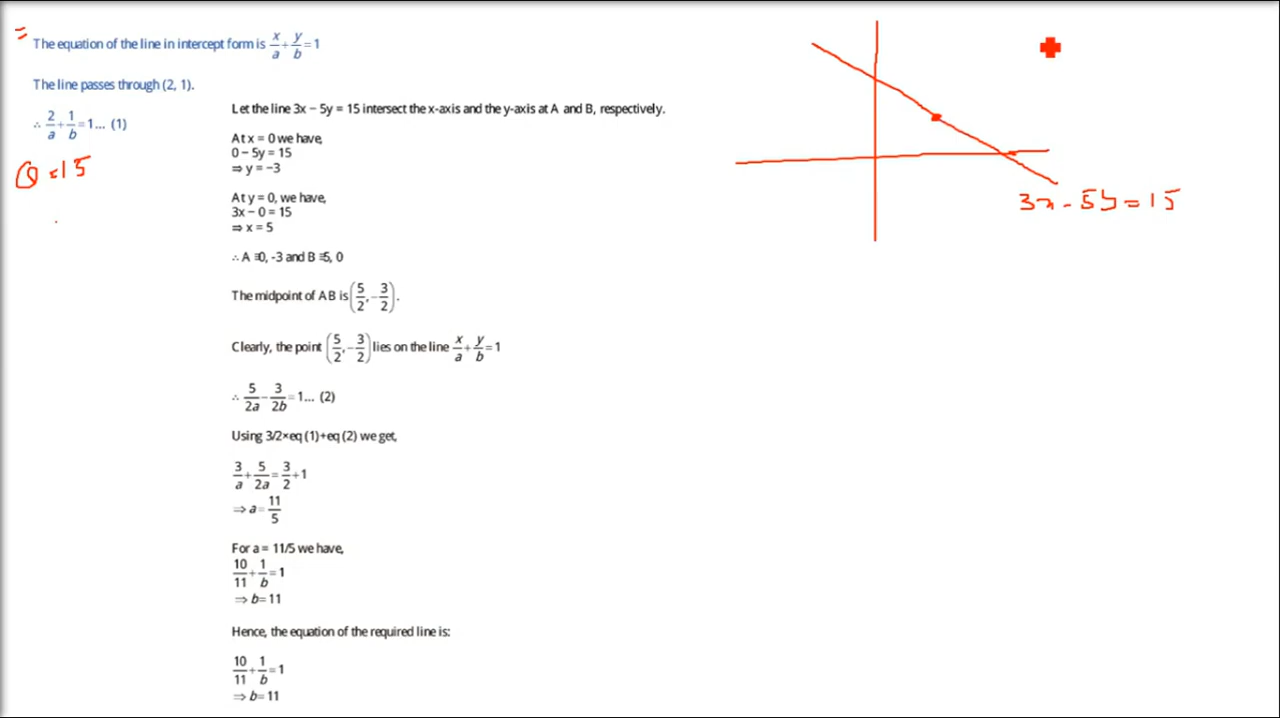 The equation of the line in intercept form is x/a + y/b = 1
The line passes through (2, 1).
∴ 2/a + 1/b = 1... (1)
Q = 15
Let the line 3x – 5y = 15 intersect the x-axis and the y-axis at A and B, respectively.
At x = 0 we have,
0 – 5y = 15
⇒ y = –3
At y = 0, we have,
3x – 0 = 15
⇒ x = 5
∴ A ≡0, -3 and B ≡5, 0
The midpoint of AB is (5/2, –3/2).
Clearly, the point (5/2, –3/2) lies on the line x/a + y/b = 1
∴ 5/2a – 3/2b = 1... (2)
Using 3/2×eq (1)+eq (2) we get,
3/a + 5/2a = 3/2 + 1
⇒ a = 11/5
For a = 11/5 we have,
10/11 + 1/b = 1
⇒ b = 11
Hence, the equation of the required line is:
10/11 + 1/b = 1
⇒ b = 11
3x - 5y = 15